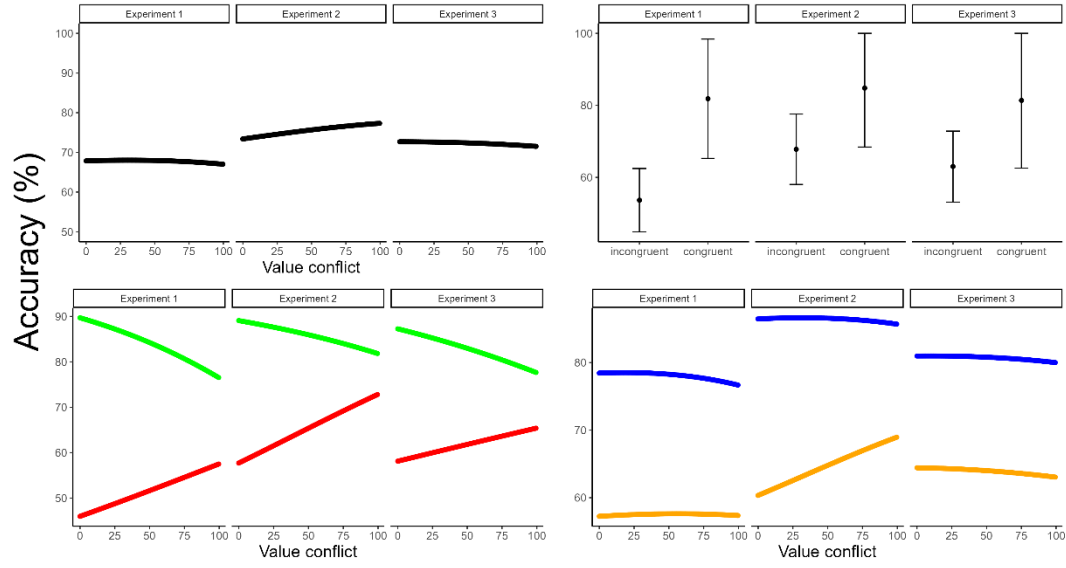 Accuracy (%)
Experiment 1 Experiment 2 Experiment 3
100
90
80
70
60
50
0 25 50 75 100 0 25 50 75 100 0 25 50 75 100
Value conflict
Experiment 1 Experiment 2 Experiment 3
100
80
60
incongruent congruent incongruent congruent incongruent congruent
Experiment 1 Experiment 2 Experiment 3
90
80
70
60
50
0 25 50 75 100 0 25 50 75 100 0 25 50 75 100
Value conflict
Experiment 1 Experiment 2 Experiment 3
80
70
60
0 25 50 75 100 0 25 50 75 100 0 25 50 75 100
Value conflict